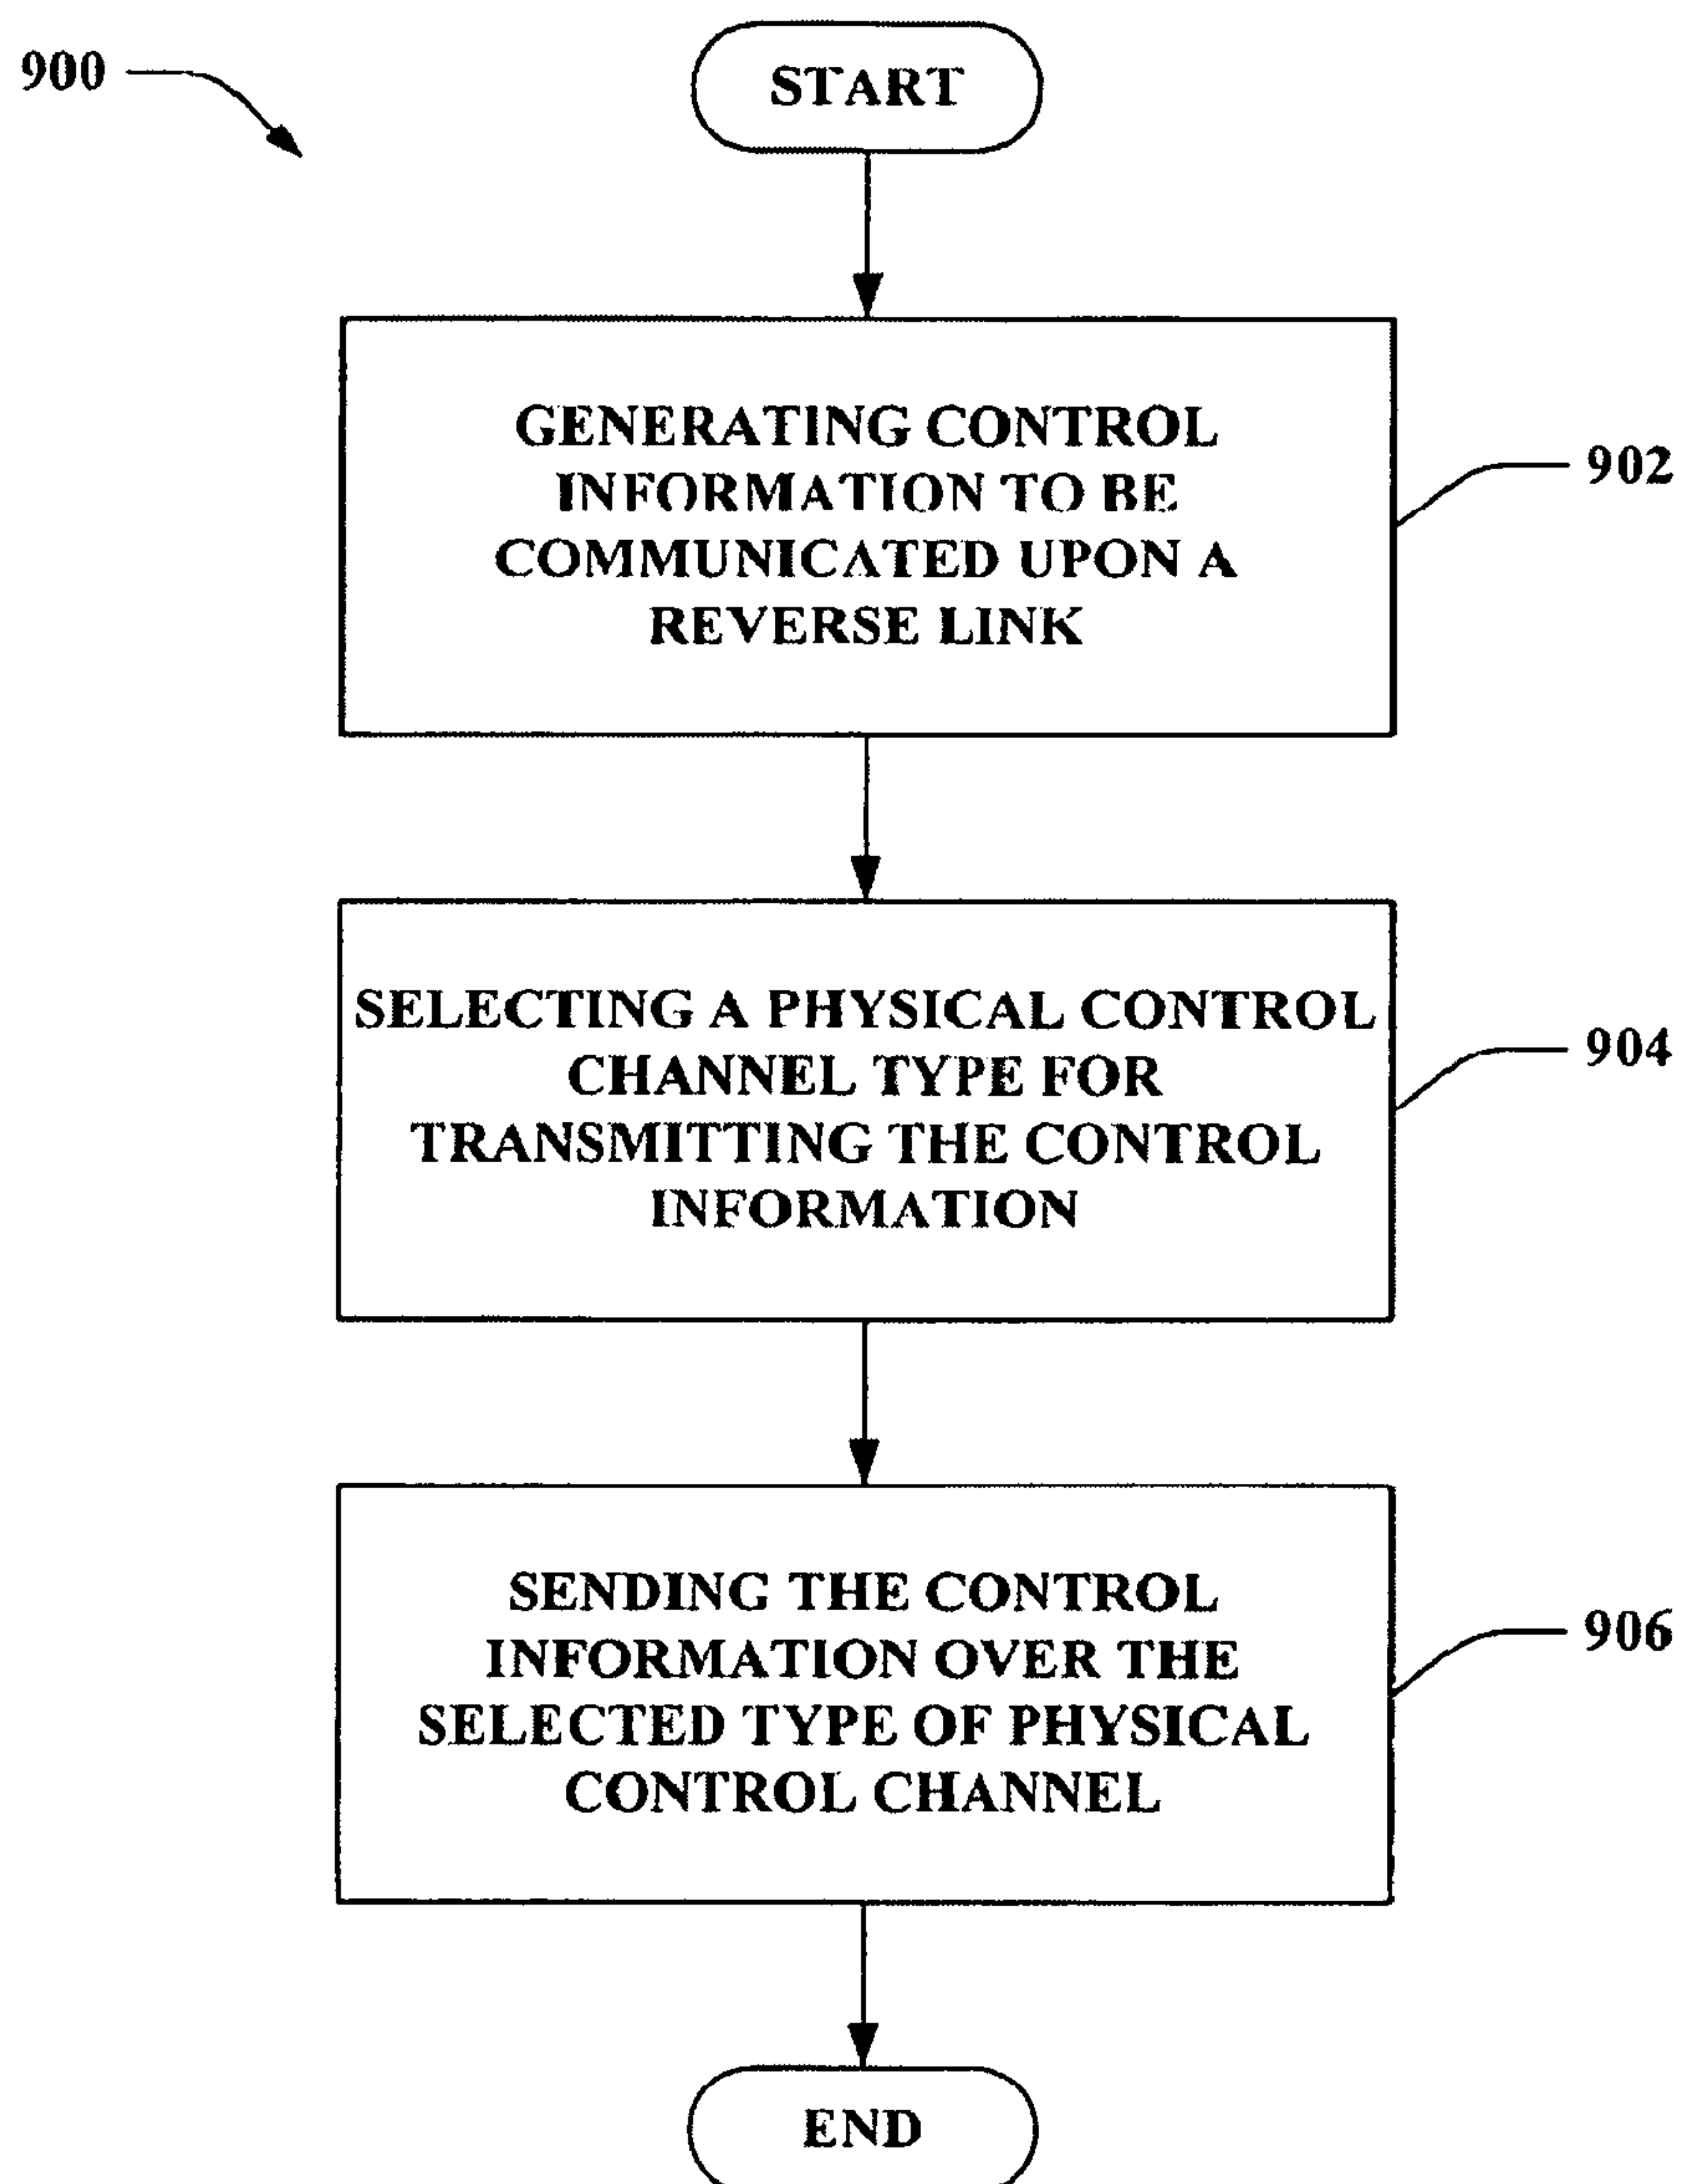 900
START
GENERATING CONTROL
INFORMATION TO BE
COMMUNICATED UPON A
REVERSE LINK
902
SELECTING A PHYSICAL CONTROL
CHANNEL TYPE FOR
TRANSMITTING THE CONTROL
INFORMATION
904
SENDING THE CONTROL
INFORMATION OVER THE
SELECTED TYPE OF PHYSICAL
CONTROL CHANNEL
906
END